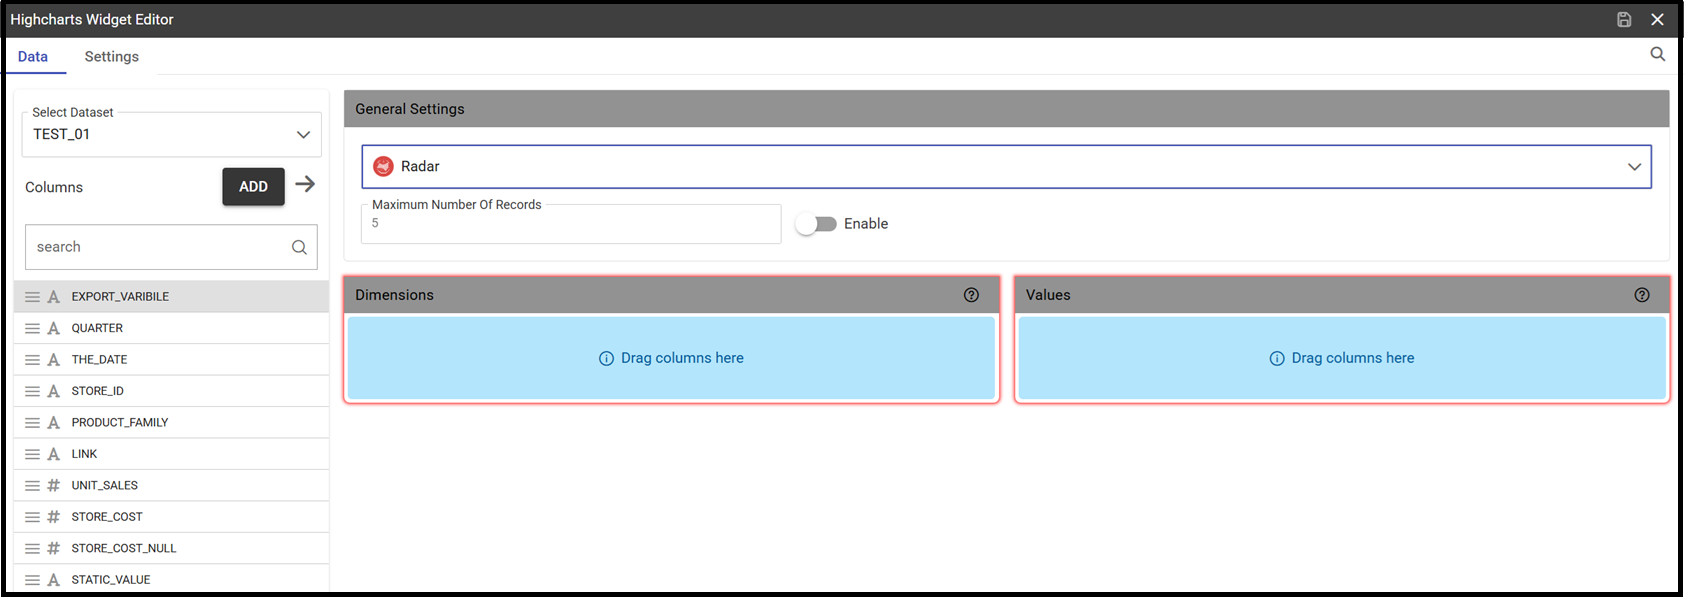 Highcharts Widget Editor
Data
Settings
Select Dataset
TEST_01
Columns
ADD
search
EXPORT_VARIBILE
QUARTER
THE_DATE
STORE_ID
PRODUCT_FAMILY
LINK
UNIT_SALES
STORE_COST
STORE_COST_NULL
STATIC_VALUE
General Settings
Radar
Maximum Number Of Records
5
Enable
Dimensions
Drag columns here
Values
Drag columns here